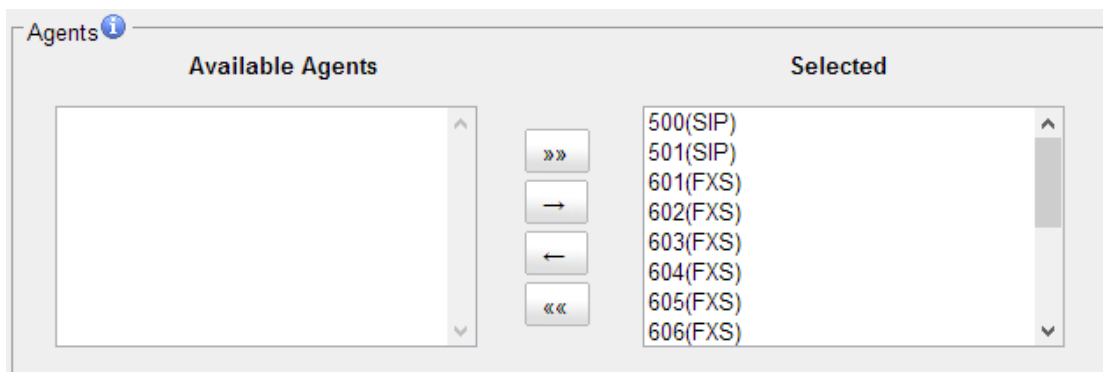 Agents
Available Agents
Selected
»»
→
←
««
500(SIP)
501(SIP)
601(FXS)
602(FXS)
603(FXS)
604(FXS)
605(FXS)
606(FXS)